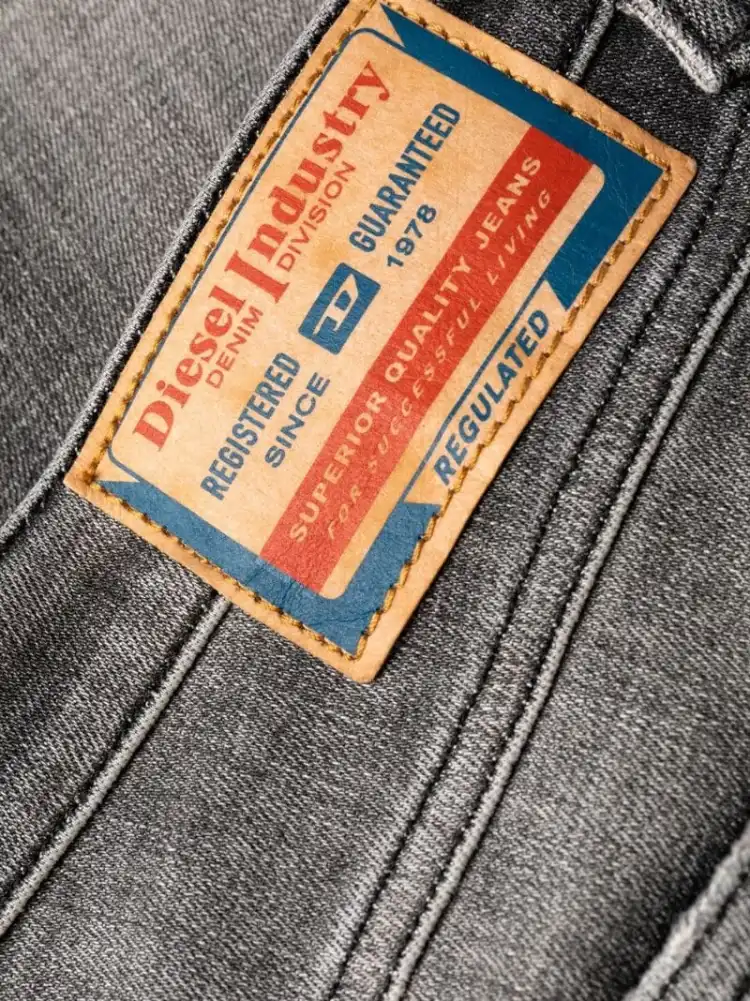 Diesel Industry
DENIM DIVISION
REGISTERED D GUARANTEED
SINCE 1978
SUPERIOR QUALITY JEANS
FOR SUCCESSFUL LIVING
REGULATED